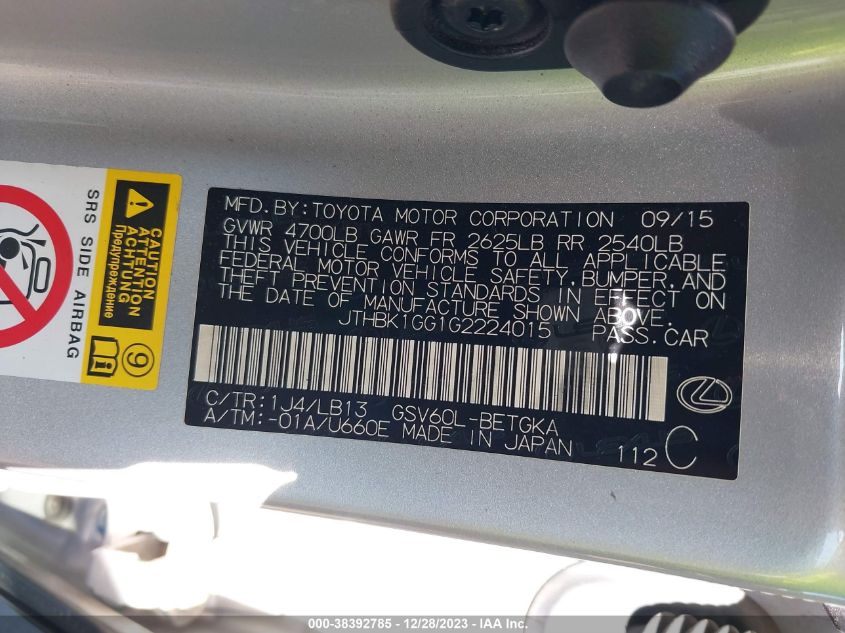 SRS SIDE AIRBAG
CAUTION
ATTENTION
ACHTUNG
Предупреждение
9
MFD. BY: TOYOTA MOTOR CORPORATION 09/15
GVWR 4700LB GAWR FR 2625LB RR 2540LB
THIS VEHICLE CONFORMS TO ALL APPLICABLE
FEDERAL MOTOR VEHICLE SAFETY, BUMPER, AND
THEFT PREVENTION STANDARDS IN EFFECT ON
THE DATE OF MANUFACTURE SHOWN ABOVE.
JTHBK1GG1G2224015 PASS. CAR
C/TR: 1J4/LB13 GSV60L-BETGKA
A/TM: -01A/U660E MADE IN JAPAN
112 C
000-38392785 - 12/28/2023 - IAA Inc.